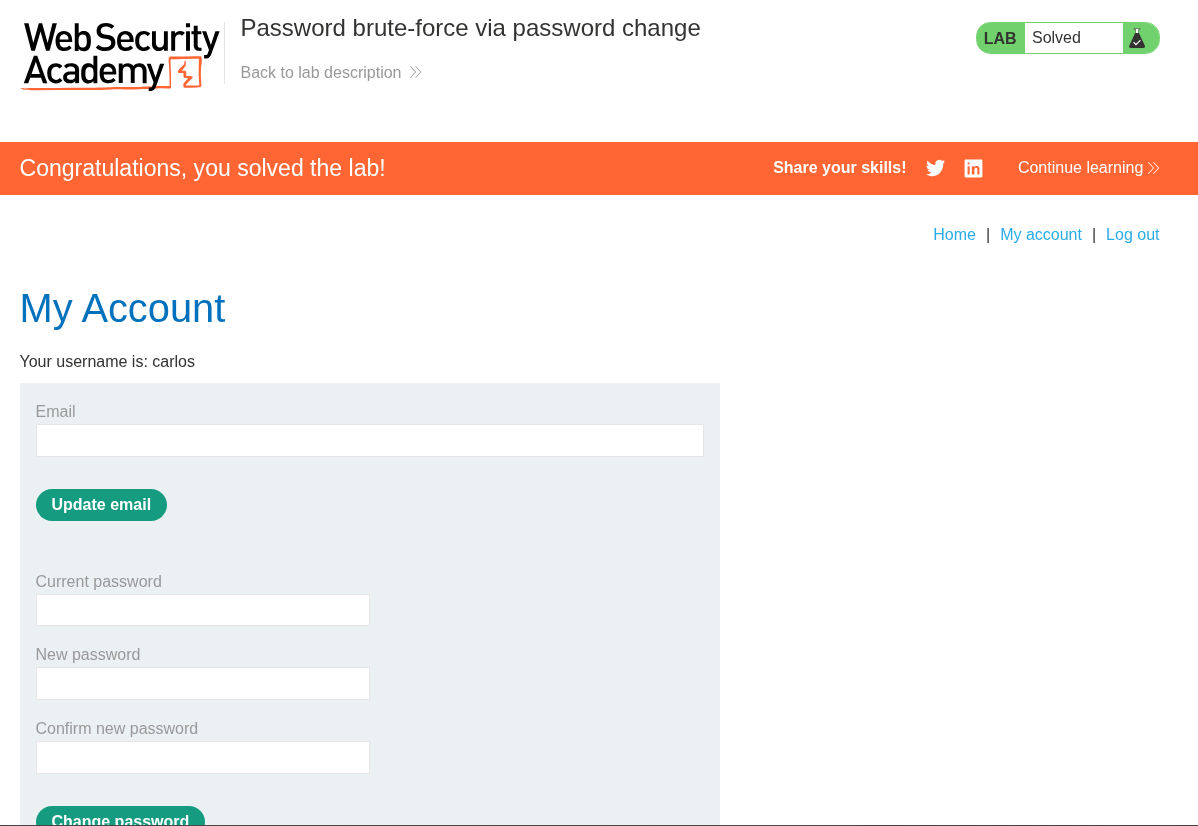 Web Security
Academy
Password brute-force via password change
Back to lab description
LAB Solved
Congratulations, you solved the lab!
Share your skills!
Continue learning
Home | My account | Log out
My Account
Your username is: carlos
Email
Update email
Current password
New password
Confirm new password
Change password